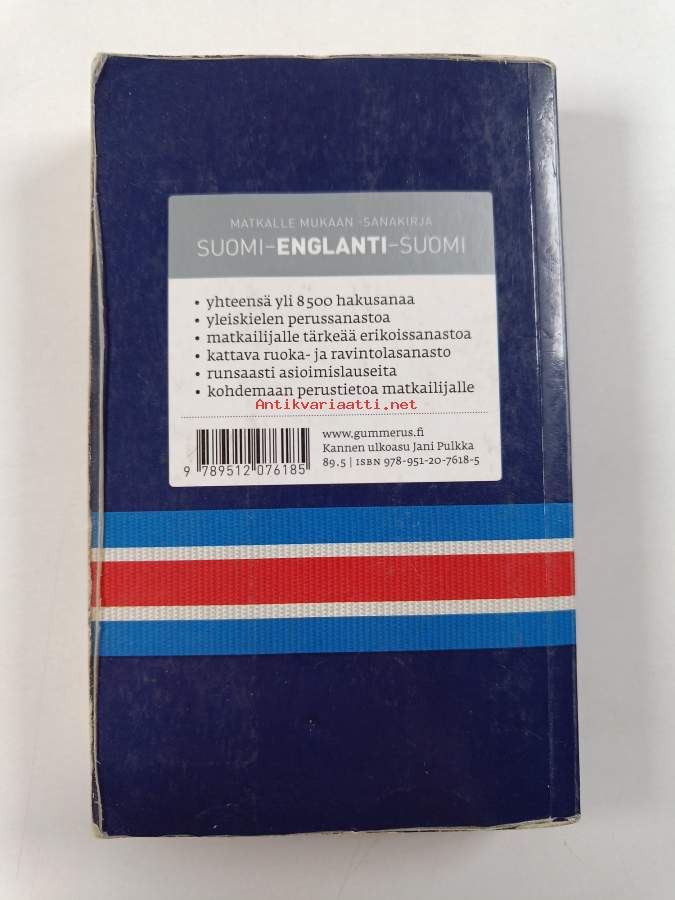 MATKALLE MUKAAN -SANAKIRJA
SUOMI–ENGLANTI–SUOMI
• yhteensä yli 8500 hakusanaa
• yleiskielen perussanastoa
• matkailijalle tärkeää erikoissanastoa
• kattava ruoka- ja ravintolasanasto
• runsaasti asioimislauseita
• kohdemaan perustietoa matkailijalle
Antikvariaatti.net
www.gummerus.fi
Kannen ulkoasu Jani Pulkka
89.5 | ISBN 978-951-20-7618-5
9 789512 076185